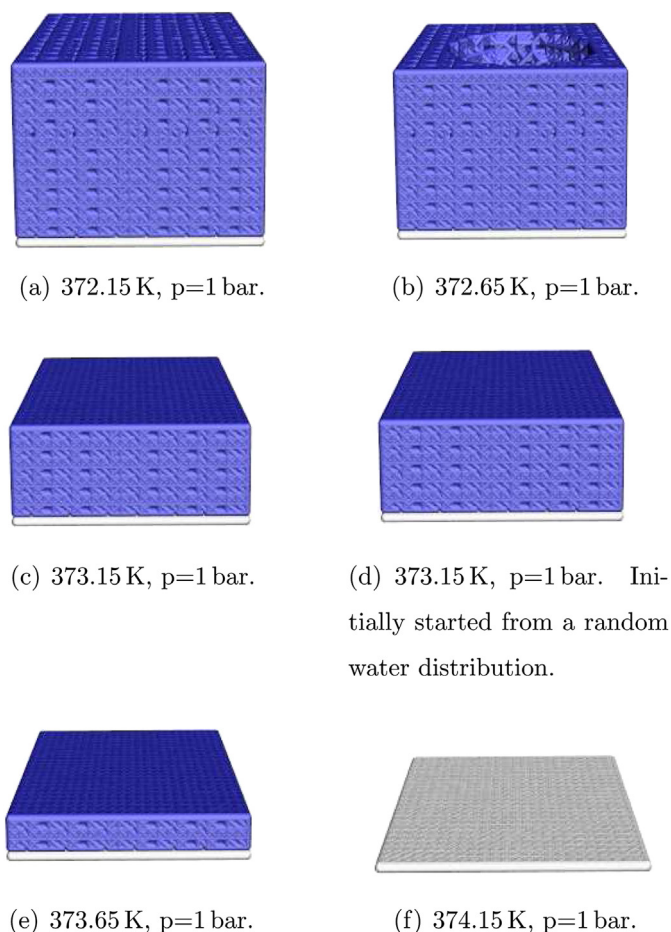 (a) 372.15 K, p=1 bar.
(b) 372.65 K, p=1 bar.
(c) 373.15 K, p=1 bar.
(d) 373.15 K, p=1 bar. Ini-
tially started from a random
water distribution.
(e) 373.65 K, p=1 bar.
(f) 374.15 K, p=1 bar.